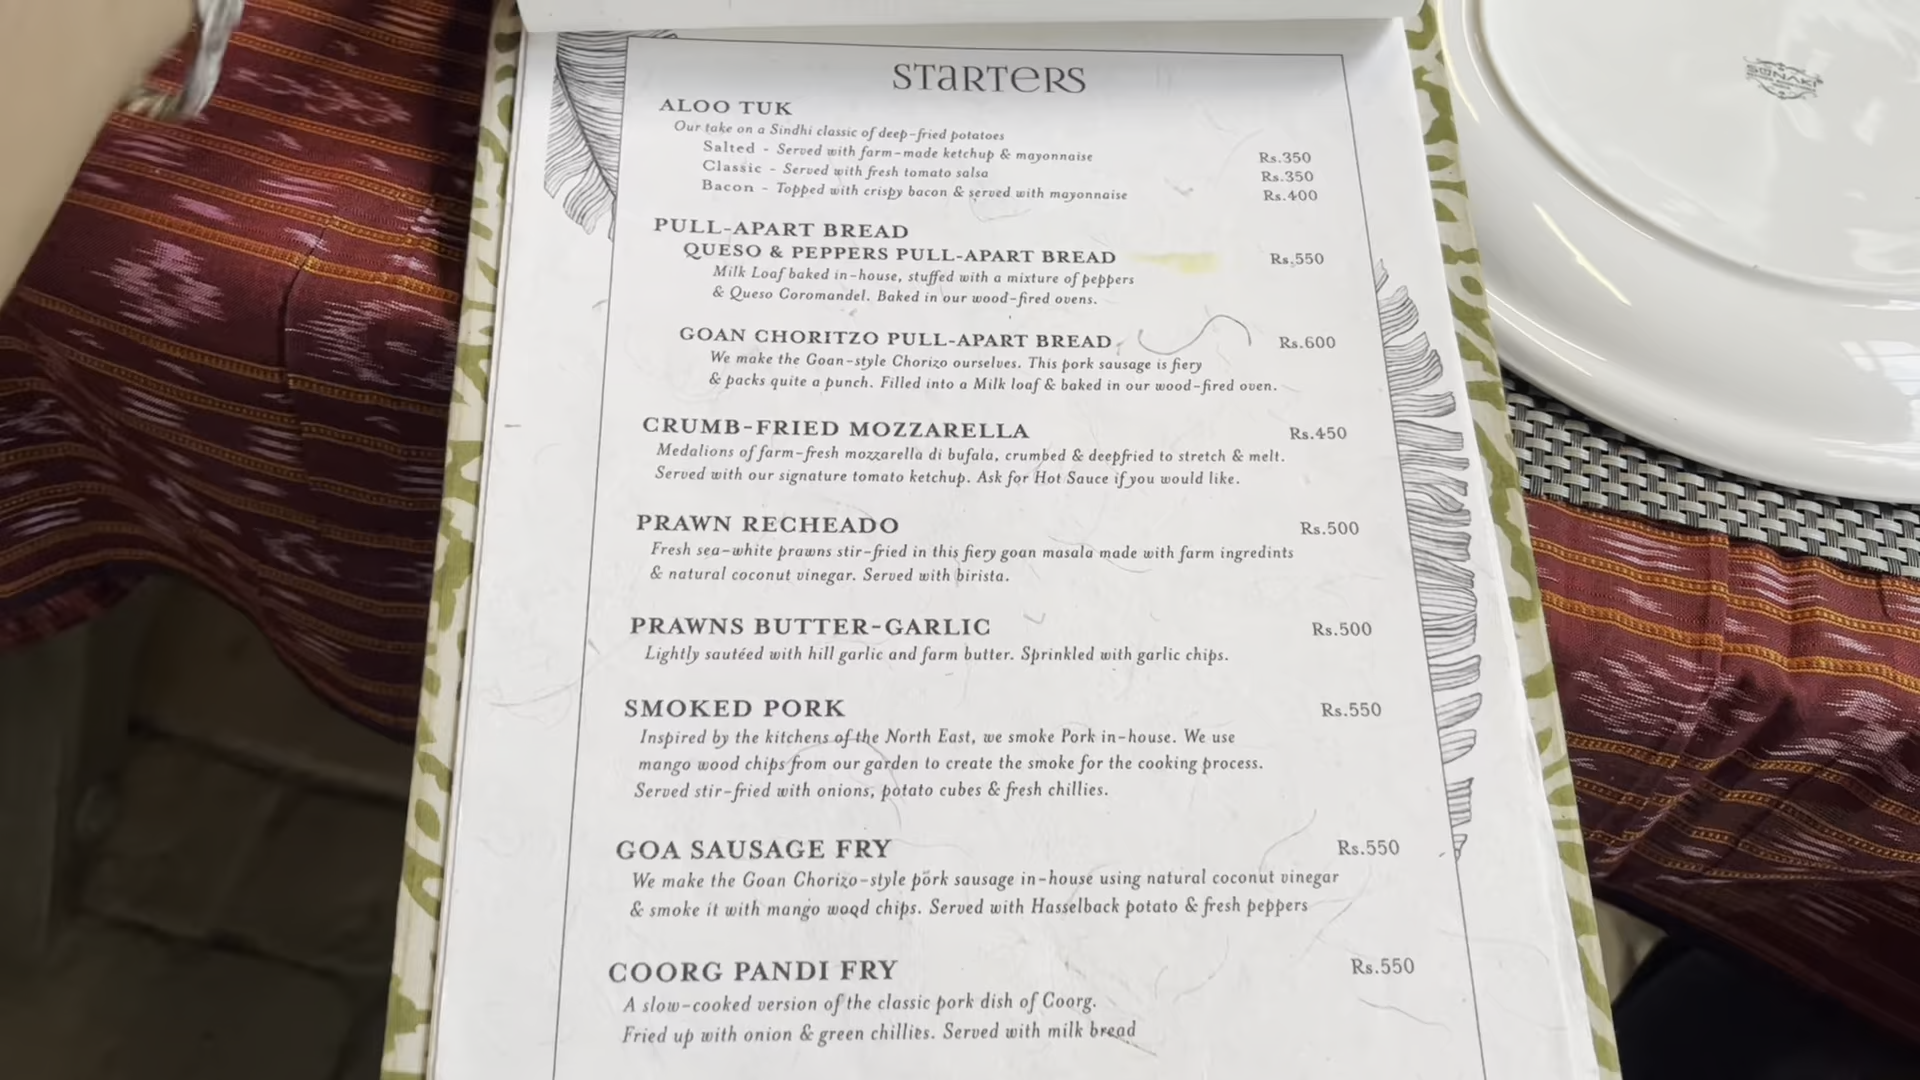 STARTERS
ALOO TUK
Our take on a Sindhi classic of deep-fried potatoes
Salted - Served with farm-made ketchup & mayonnaise Rs.350
Classic - Served with fresh tomato salsa Rs.350
Bacon - Topped with crispy bacon & served with mayonnaise Rs.400
PULL-APART BREAD
QUESO & PEPPERS PULL-APART BREAD Rs.550
Milk Loaf baked in-house, stuffed with a mixture of peppers
& Queso Coromandel. Baked in our wood-fired ovens.
GOAN CHORITZO PULL-APART BREAD Rs.600
We make the Goan-style Chorizo ourselves. This pork sausage is fiery
& packs quite a punch. Filled into a Milk loaf & baked in our wood-fired oven.
CRUMB-FRIED MOZZARELLA Rs.450
Medalions of farm-fresh mozzarella di bufala, crumbed & deepfried to stretch & melt.
Served with our signature tomato ketchup. Ask for Hot Sauce if you would like.
PRAWN RECHEADO Rs.500
Fresh sea-white prawns stir-fried in this fiery goan masala made with farm ingredints
& natural coconut vinegar. Served with birista.
PRAWNS BUTTER-GARLIC Rs.500
Lightly sautéed with hill garlic and farm butter. Sprinkled with garlic chips.
SMOKED PORK Rs.550
Inspired by the kitchens of the North East, we smoke Pork in-house. We use
mango wood chips from our garden to create the smoke for the cooking process.
Served stir-fried with onions, potato cubes & fresh chillies.
GOA SAUSAGE FRY Rs.550
We make the Goan Chorizo-style pork sausage in-house using natural coconut vinegar
& smoke it with mango wood chips. Served with Hasselback potato & fresh peppers
COORG PANDI FRY Rs.550
A slow-cooked version of the classic pork dish of Coorg.
Fried up with onion & green chillies. Served with milk bread